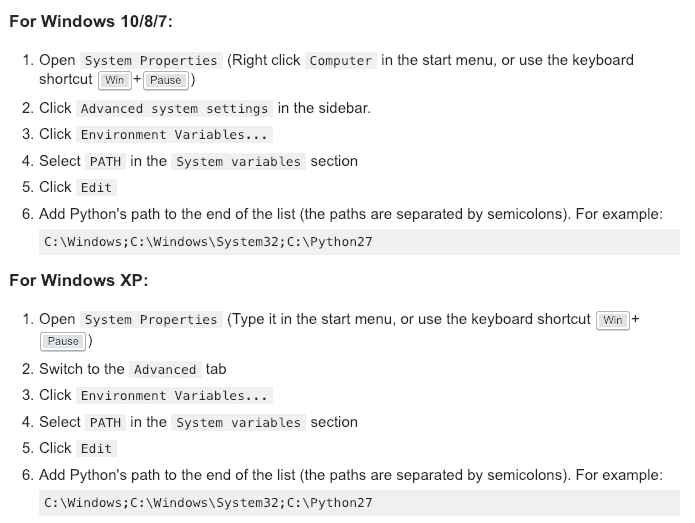 For Windows 10/8/7:
1. Open System Properties (Right click Computer in the start menu, or use the keyboard
shortcut Win+Pause)
2. Click Advanced system settings in the sidebar.
3. Click Environment Variables...
4. Select PATH in the System variables section
5. Click Edit
6. Add Python's path to the end of the list (the paths are separated by semicolons). For example:
C:\Windows;C:\Windows\System32;C:\Python27
For Windows XP:
1. Open System Properties (Type it in the start menu, or use the keyboard shortcut Win+
Pause)
2. Switch to the Advanced tab
3. Click Environment Variables...
4. Select PATH in the System variables section
5. Click Edit
6. Add Python's path to the end of the list (the paths are separated by semicolons). For example:
C:\Windows;C:\Windows\System32;C:\Python27